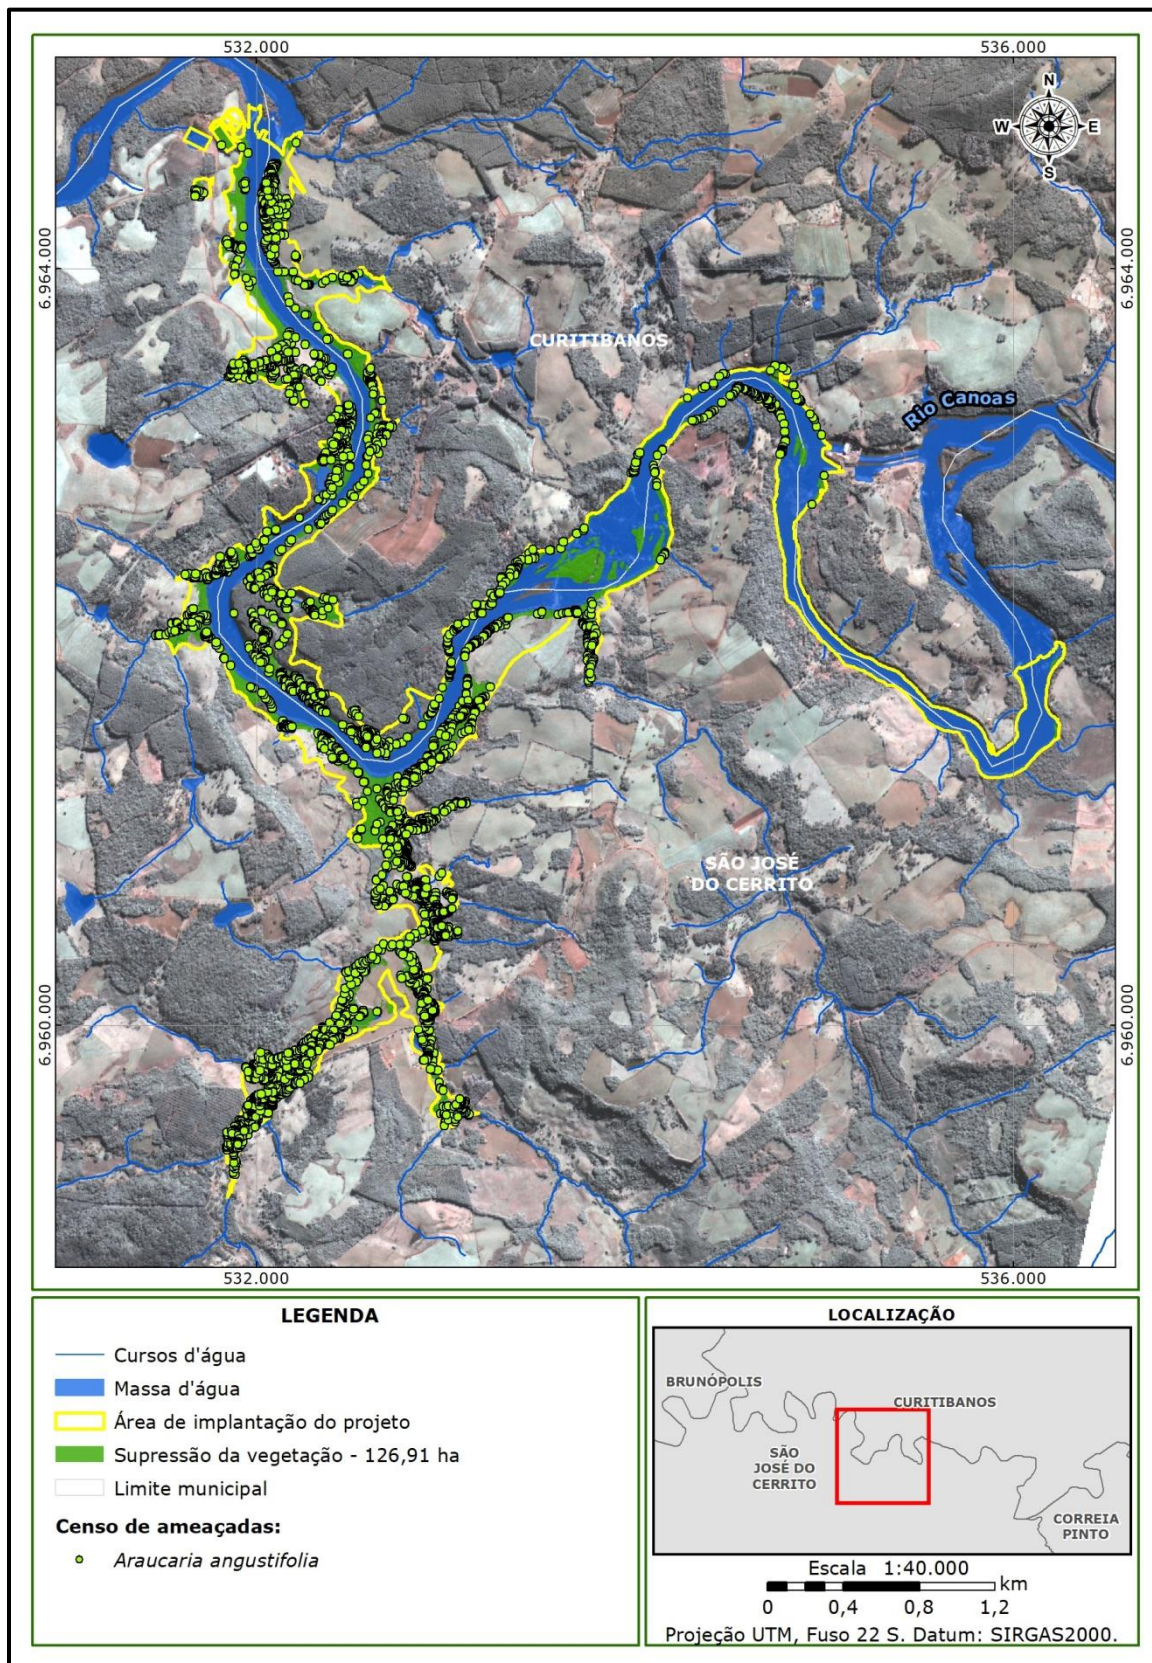 532.000
536.000
N
W
E
S
6.964.000
6.964.000
CURITIBANOS
Rio Canoas
SÃO JOSÉ
DO CERRITO
6.960.000
6.960.000
532.000
536.000
LEGENDA
Cursos d'água
Massa d'água
Área de implantação do projeto
Supressão da vegetação - 126,91 ha
Limite municipal
Censo de ameaçadas:
Araucaria angustifolia
LOCALIZAÇÃO
BRUNÓPOLIS
CURITIBANOS
SÃO
JOSÉ DO
CERRITO
CORREIA
PINTO
Escala 1:40.000
km
0 0,4 0,8 1,2
Projeção UTM, Fuso 22 S. Datum: SIRGAS2000.